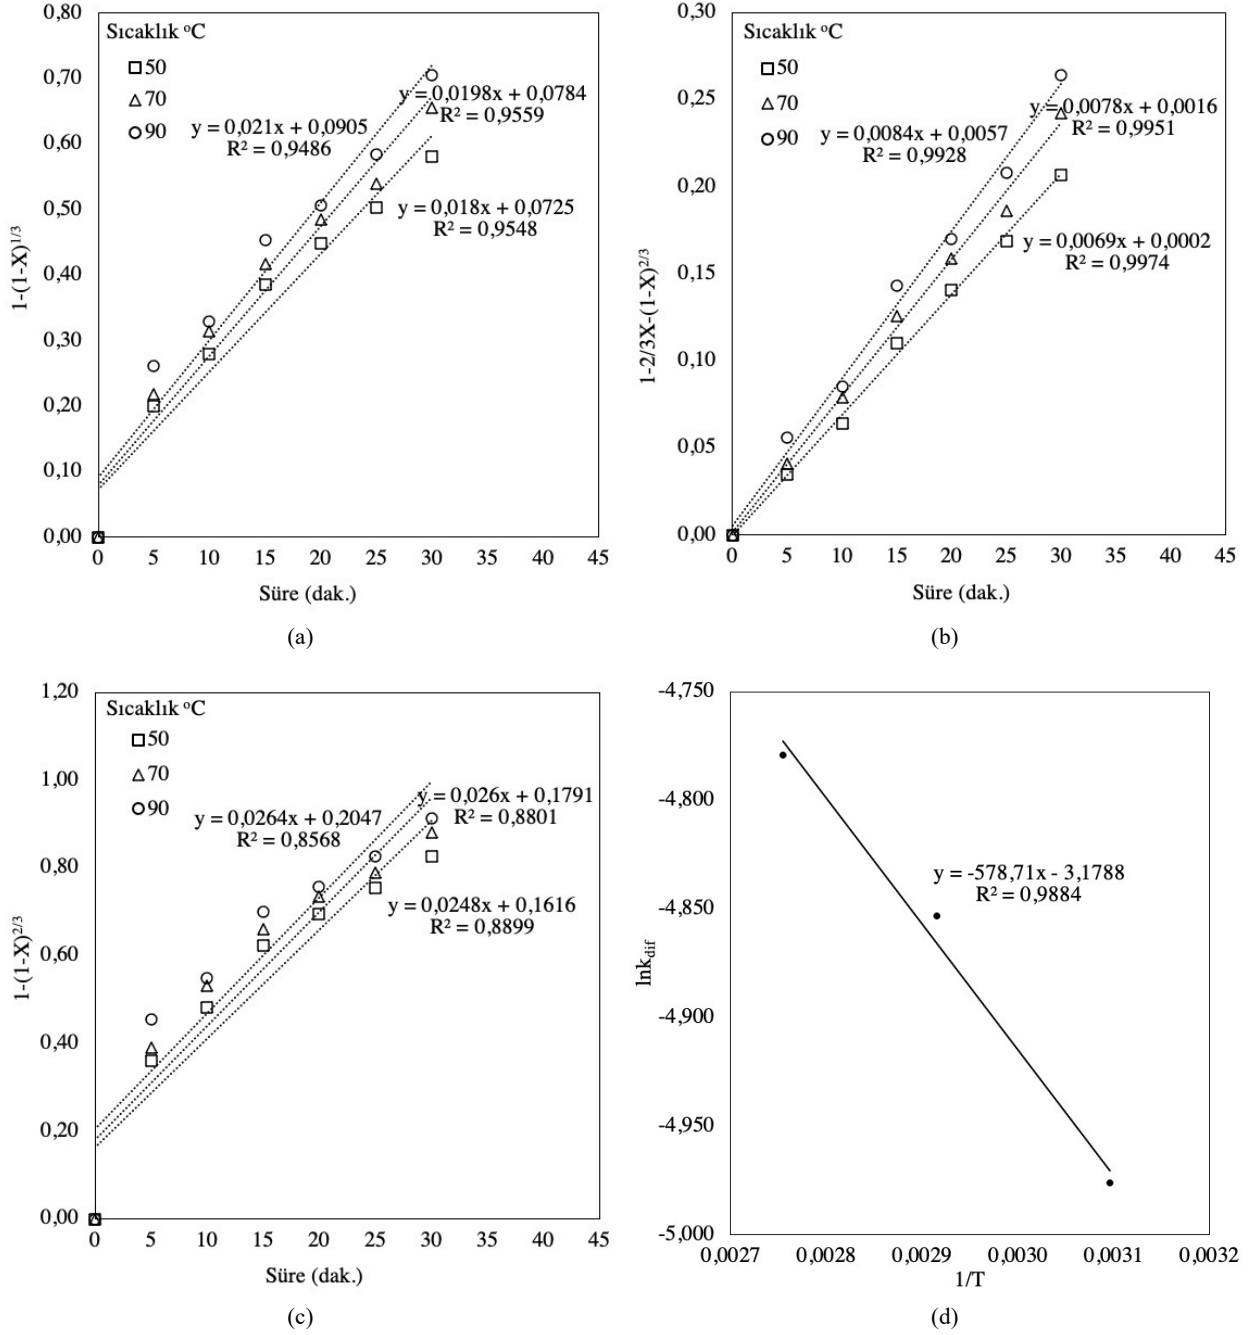 0,80
0,70
0,60
0,50
0,40
0,30
0,20
0,10
0,00
1-(1-X)1/3
Sıcaklık oC
50
70
90
y = 0,021x + 0,0905
R² = 0,9486
y = 0,0198x + 0,0784
R² = 0,9559
y = 0,018x + 0,0725
R² = 0,9548
0 5 10 15 20 25 30 35 40 45
Süre (dak.)
(a)
0,30
0,25
0,20
0,15
0,10
0,05
0,00
1-2/3X-(1-X)2/3
Sıcaklık oC
50
70
90
y = 0,0084x + 0,0057
R² = 0,9928
y = 0,0078x + 0,0016
R² = 0,9951
y = 0,0069x + 0,0002
R² = 0,9974
0 5 10 15 20 25 30 35 40 45
Süre (dak.)
(b)
1,20
1,00
0,80
0,60
0,40
0,20
0,00
1-(1-X)2/3
Sıcaklık oC
50
70
90
y = 0,0264x + 0,2047
R² = 0,8568
y = 0,026x + 0,1791
R² = 0,8801
y = 0,0248x + 0,1616
R² = 0,8899
0 5 10 15 20 25 30 35 40 45
Süre (dak.)
(c)
-4,750
-4,800
-4,850
-4,900
-4,950
-5,000
lnkdif
y = -578,71x - 3,1788
R² = 0,9884
0,0027 0,0028 0,0029 0,0030 0,0031 0,0032
1/T
(d)